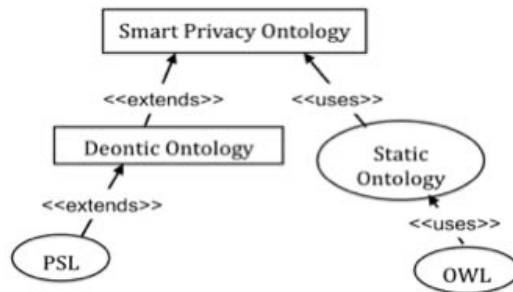 Smart Privacy Ontology
<<extends>>
<<uses>>
Deontic Ontology
Static
Ontology
<<extends>>
<<uses>>
PSL
OWL